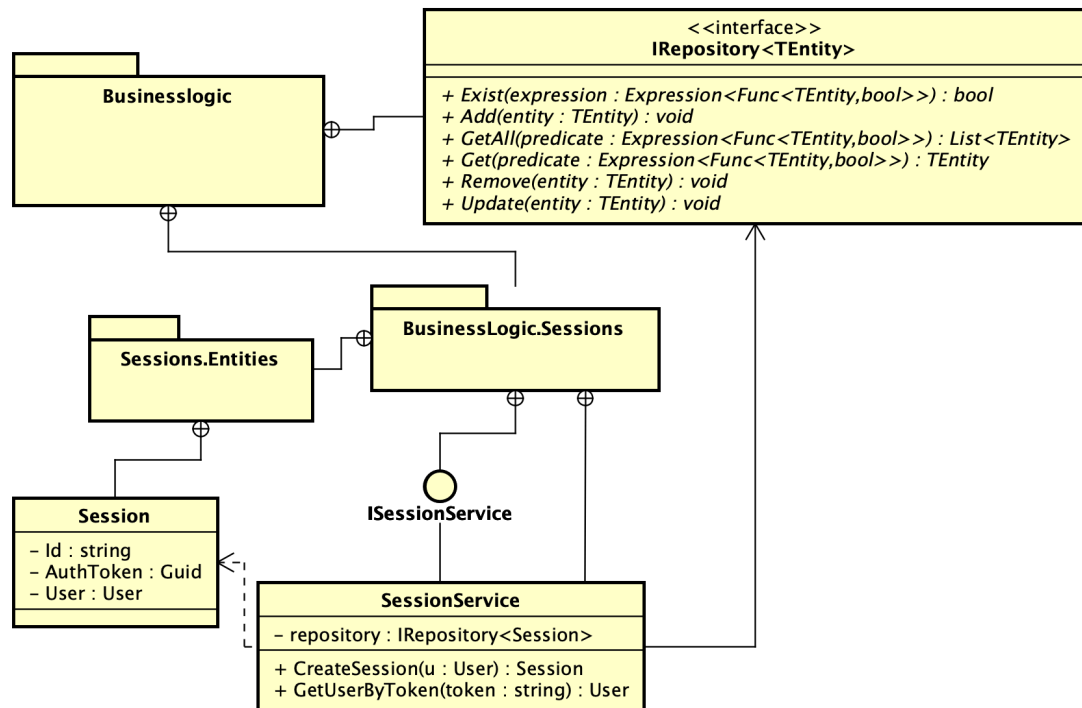 <<interface>>
IRepository<TEntity>
+ Exist(expression : Expression<Func<TEntity,bool>>) : bool
+ Add(entity : TEntity) : void
+ GetAll(predicate : Expression<Func<TEntity,bool>>) : List<TEntity>
+ Get(predicate : Expression<Func<TEntity,bool>>) : TEntity
+ Remove(entity : TEntity) : void
+ Update(entity : TEntity) : void
Businesslogic
BusinessLogic.Sessions
Sessions.Entities
ISessionService
Session
– Id : string
– AuthToken : Guid
– User : User
SessionService
– repository : IRepository<Session>
+ CreateSession(u : User) : Session
+ GetUserByToken(token : string) : User